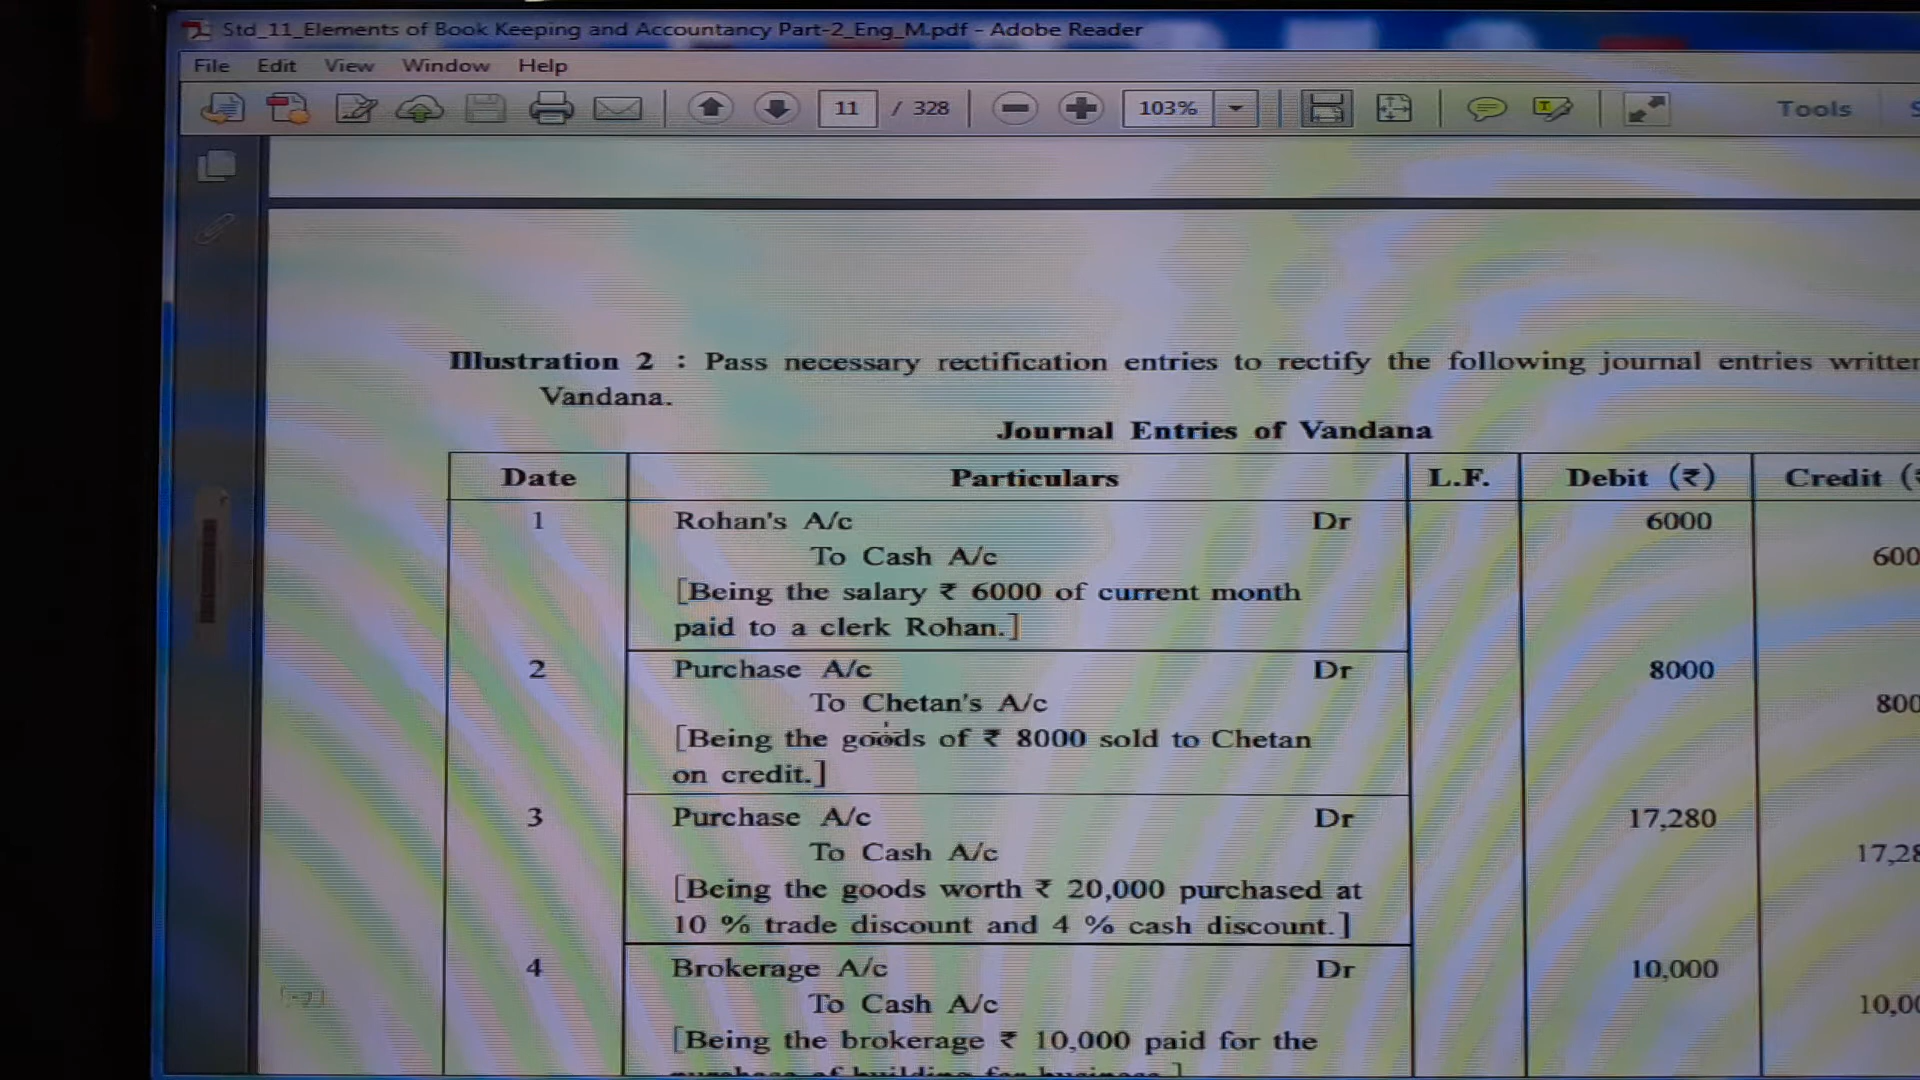 Std_11_Elements of Book Keeping and Accountancy Part-2_Eng_M.pdf - Adobe Reader
File Edit View Window Help
11 / 328 103% Tools
Illustration 2 : Pass necessary rectification entries to rectify the following journal entries written
Vandana.
Journal Entries of Vandana
Date Particulars L.F. Debit (₹) Credit (₹
1 Rohan's A/c Dr 6000
To Cash A/c 600
[Being the salary ₹ 6000 of current month
paid to a clerk Rohan.]
2 Purchase A/c Dr 8000
To Chetan's A/c 800
[Being the goods of ₹ 8000 sold to Chetan
on credit.]
3 Purchase A/c Dr 17,280
To Cash A/c 17,28
[Being the goods worth ₹ 20,000 purchased at
10 % trade discount and 4 % cash discount.]
4 Brokerage A/c Dr 10,000
To Cash A/c 10,00
[Being the brokerage ₹ 10,000 paid for the
purchase of building for business.]